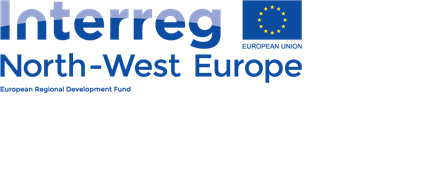 Interreg
EUROPEAN UNION
North-West Europe
European Regional Development Fund